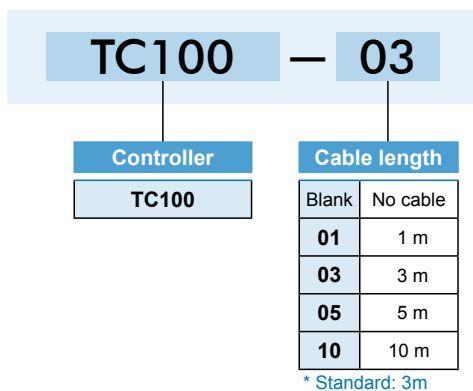 TC100 — 03
Controller
TC100
Cable length
Blank No cable
01 1 m
03 3 m
05 5 m
10 10 m
* Standard: 3m